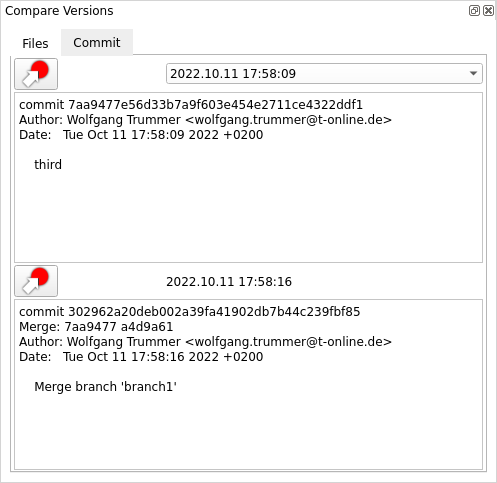 Compare Versions
Files
Commit
2022.10.11 17:58:09
commit 7aa9477e56d33b7a9f603e454e2711ce4322ddf1
Author: Wolfgang Trummer <wolfgang.trummer@t-online.de>
Date:   Tue Oct 11 17:58:09 2022 +0200
third
2022.10.11 17:58:16
commit 302962a20deb002a39fa41902db7b44c239fbf85
Merge: 7aa9477 a4d9a61
Author: Wolfgang Trummer <wolfgang.trummer@t-online.de>
Date:   Tue Oct 11 17:58:16 2022 +0200
Merge branch 'branch1'